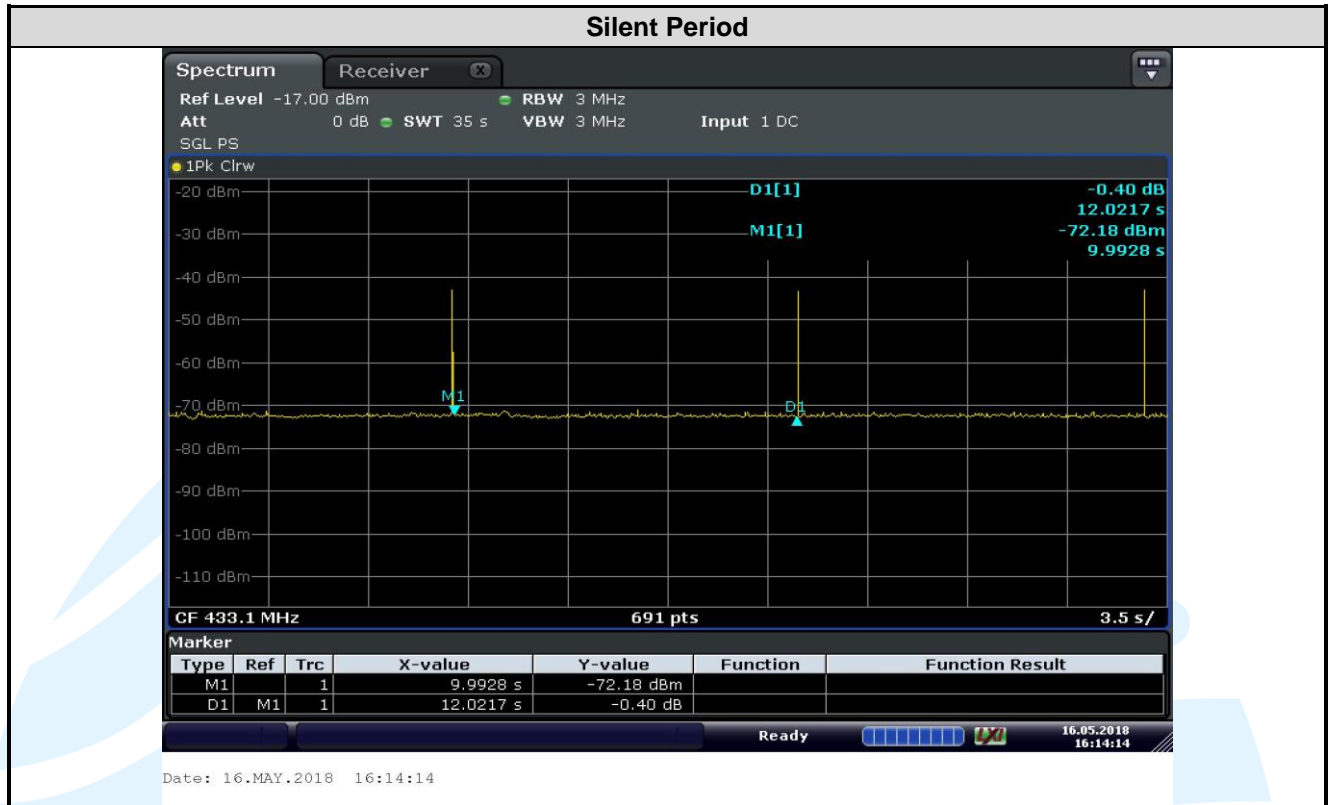 Silent Period
Spectrum Receiver X
Ref Level -17.00 dBm RBW 3 MHz
Att 0 dB SWT 35 s VBW 3 MHz Input 1 DC
SGL PS
1Pk Clrw
-20 dBm D1[1] -0.40 dB
12.0217 s
-30 dBm M1[1] -72.18 dBm
9.9928 s
-40 dBm
-50 dBm
-60 dBm
M1
-70 dBm D1
-80 dBm
-90 dBm
-100 dBm
-110 dBm
CF 433.1 MHz 691 pts 3.5 s/
Marker
Type Ref Trc X-value Y-value Function Function Result
M1 1 9.9928 s -72.18 dBm
D1 M1 1 12.0217 s -0.40 dB
Ready LXI 16.05.2018
16:14:14
Date: 16.MAY.2018 16:14:14